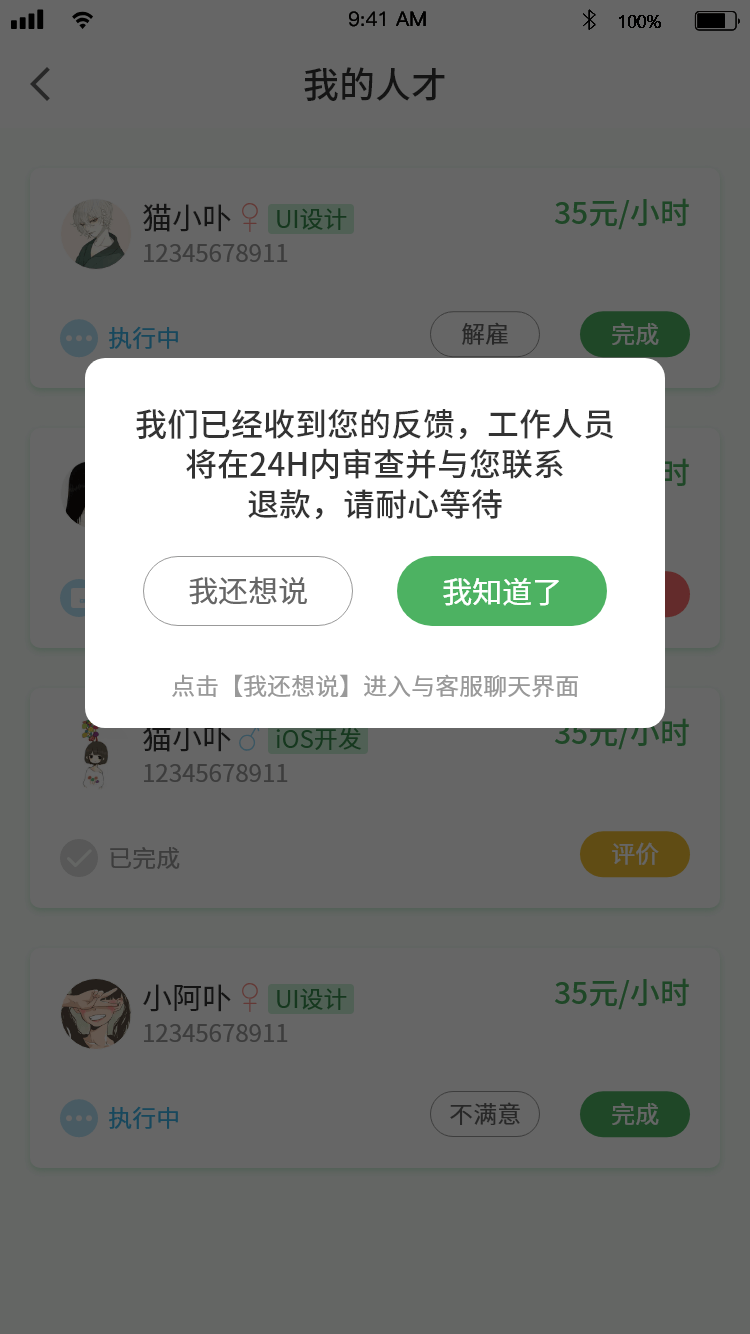 9:41 AM
100%
我的人才
猫小卟 UI设计
35元/小时
12345678911
执行中
解雇
完成
时
我们已经收到您的反馈，工作人员
将在24H内审查并与您联系
退款，请耐心等待
我还想说
我知道了
点击【我还想说】进入与客服聊天界面
猫小卟 iOS开发
35元/小时
12345678911
已完成
评价
小阿卟 UI设计
35元/小时
12345678911
执行中
不满意
完成